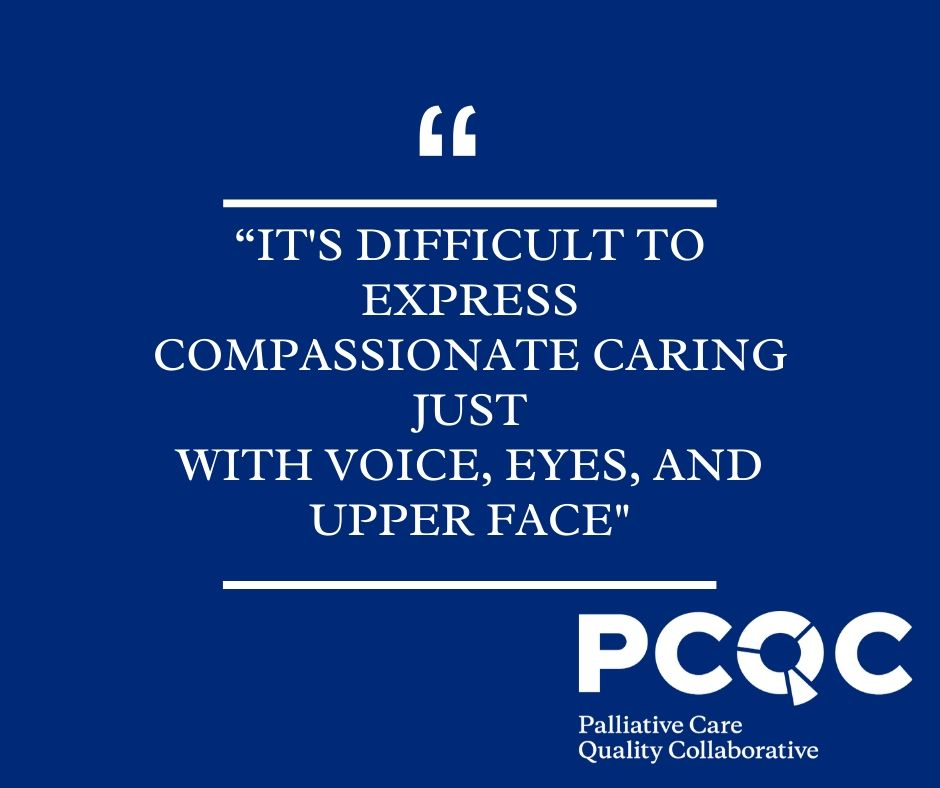 “
“IT'S DIFFICULT TO
EXPRESS
COMPASSIONATE CARING
JUST
WITH VOICE, EYES, AND
UPPER FACE"
PCQC
Palliative Care
Quality Collaborative